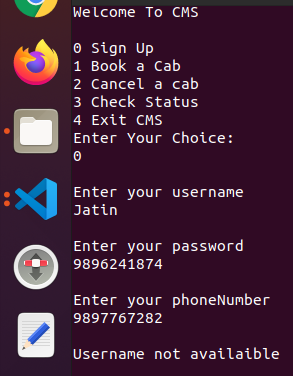 Welcome To CMS
0 Sign Up
1 Book a Cab
2 Cancel a cab
3 Check Status
4 Exit CMS
Enter Your Choice:
0
Enter your username
Jatin
Enter your password
9896241874
Enter your phoneNumber
9897767282
Username not availaible